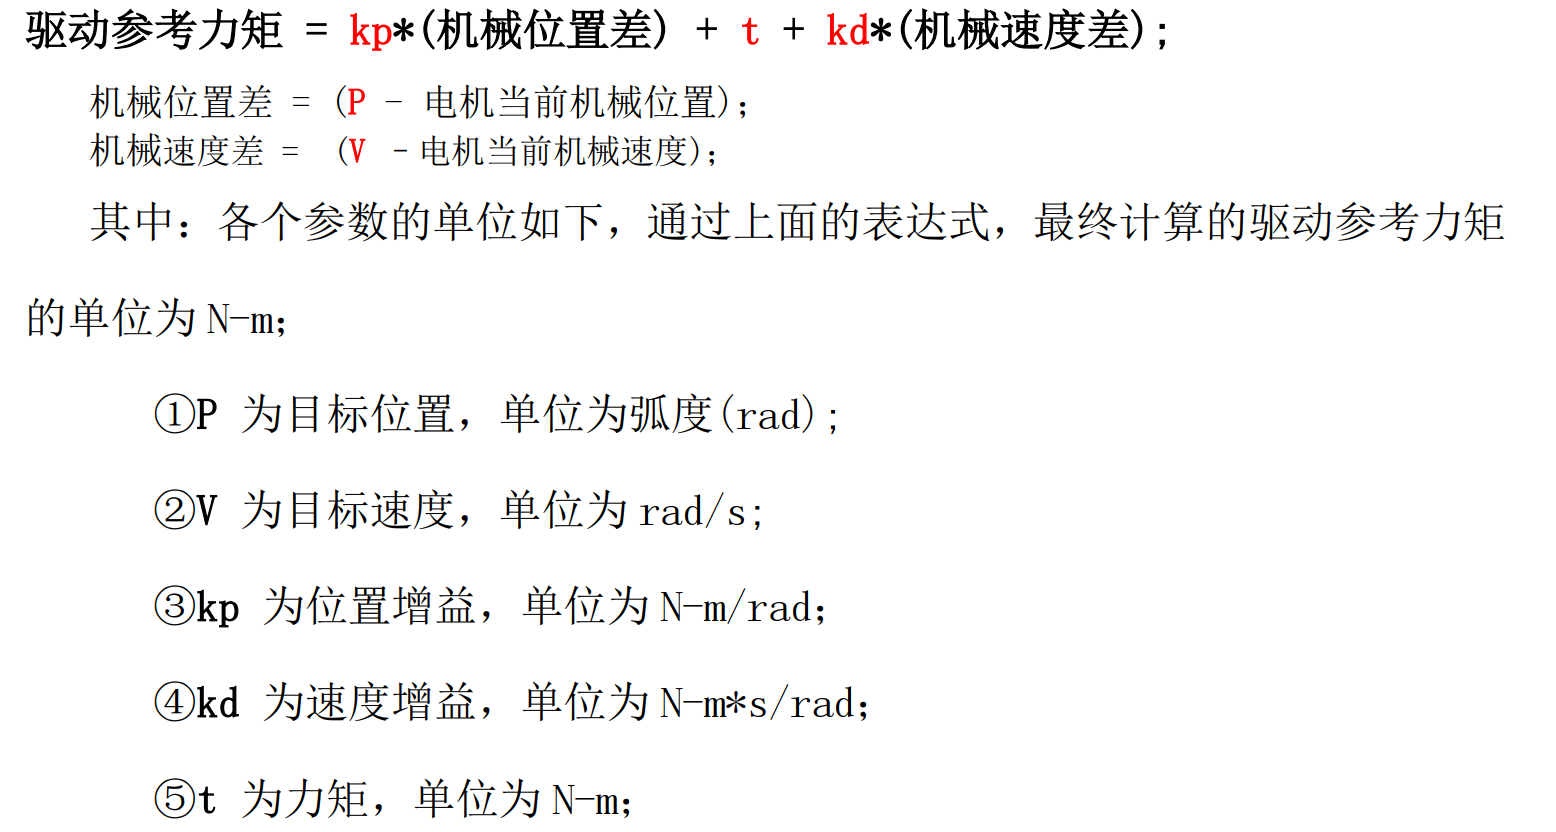 驱动参考力矩 = kp*(机械位置差) + t + kd*(机械速度差);
机械位置差 = (P - 电机当前机械位置);
机械速度差 = (V -电机当前机械速度);
其中：各个参数的单位如下，通过上面的表达式，最终计算的驱动参考力矩
的单位为 N-m;
①P 为目标位置，单位为弧度(rad);
②V 为目标速度，单位为 rad/s;
③kp 为位置增益，单位为 N-m/rad;
④kd 为速度增益，单位为 N-m*s/rad;
⑤t 为力矩，单位为 N-m;